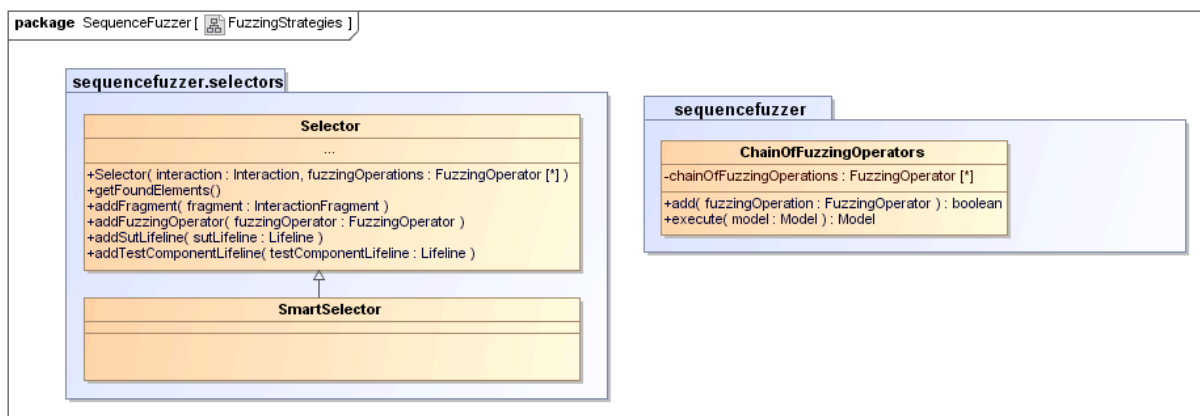 package SequenceFuzzer [ FuzzingStrategies ]
sequencefuzzer.selectors
Selector
...
+Selector( interaction : Interaction, fuzzingOperations : FuzzingOperator [*] )
+getFoundElements()
+addFragment( fragment : InteractionFragment )
+addFuzzingOperator( fuzzingOperator : FuzzingOperator )
+addSutLifeline( sutLifeline : Lifeline )
+addTestComponentLifeline( testComponentLifeline : Lifeline )
SmartSelector
sequencefuzzer
ChainOfFuzzingOperators
-chainOfFuzzingOperations : FuzzingOperator [*]
+add( fuzzingOperation : FuzzingOperator ) : boolean
+execute( model : Model ) : Model